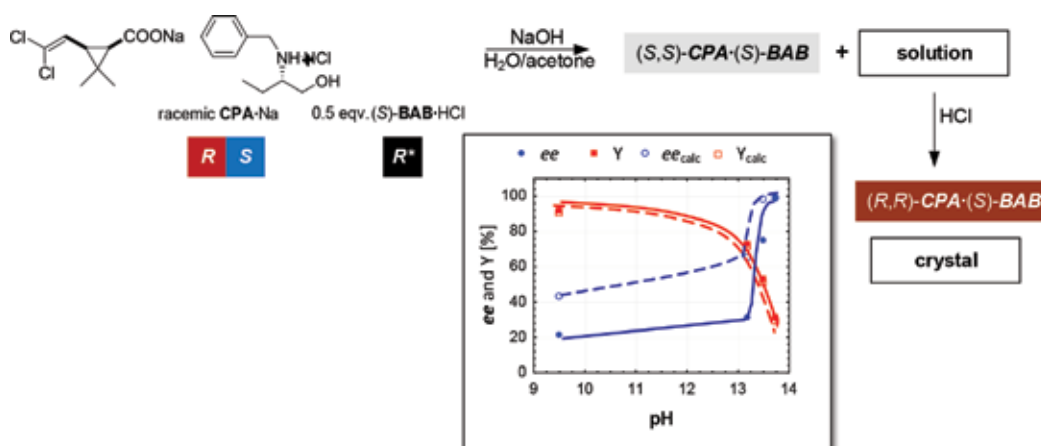 Cl
Cl
COONa
NH•HCl
OH
racemic CPA·Na
0.5 eqv. (S)-BAB·HCl
R S
R*
NaOH
H₂O/acetone
(S,S)-CPA·(S)-BAB + solution
HCl
(R,R)-CPA·(S)-BAB
crystal
ee Y ee_calc Y_calc
ee and Y [%]
100
80
60
40
20
0
9 10 11 12 13 14
pH